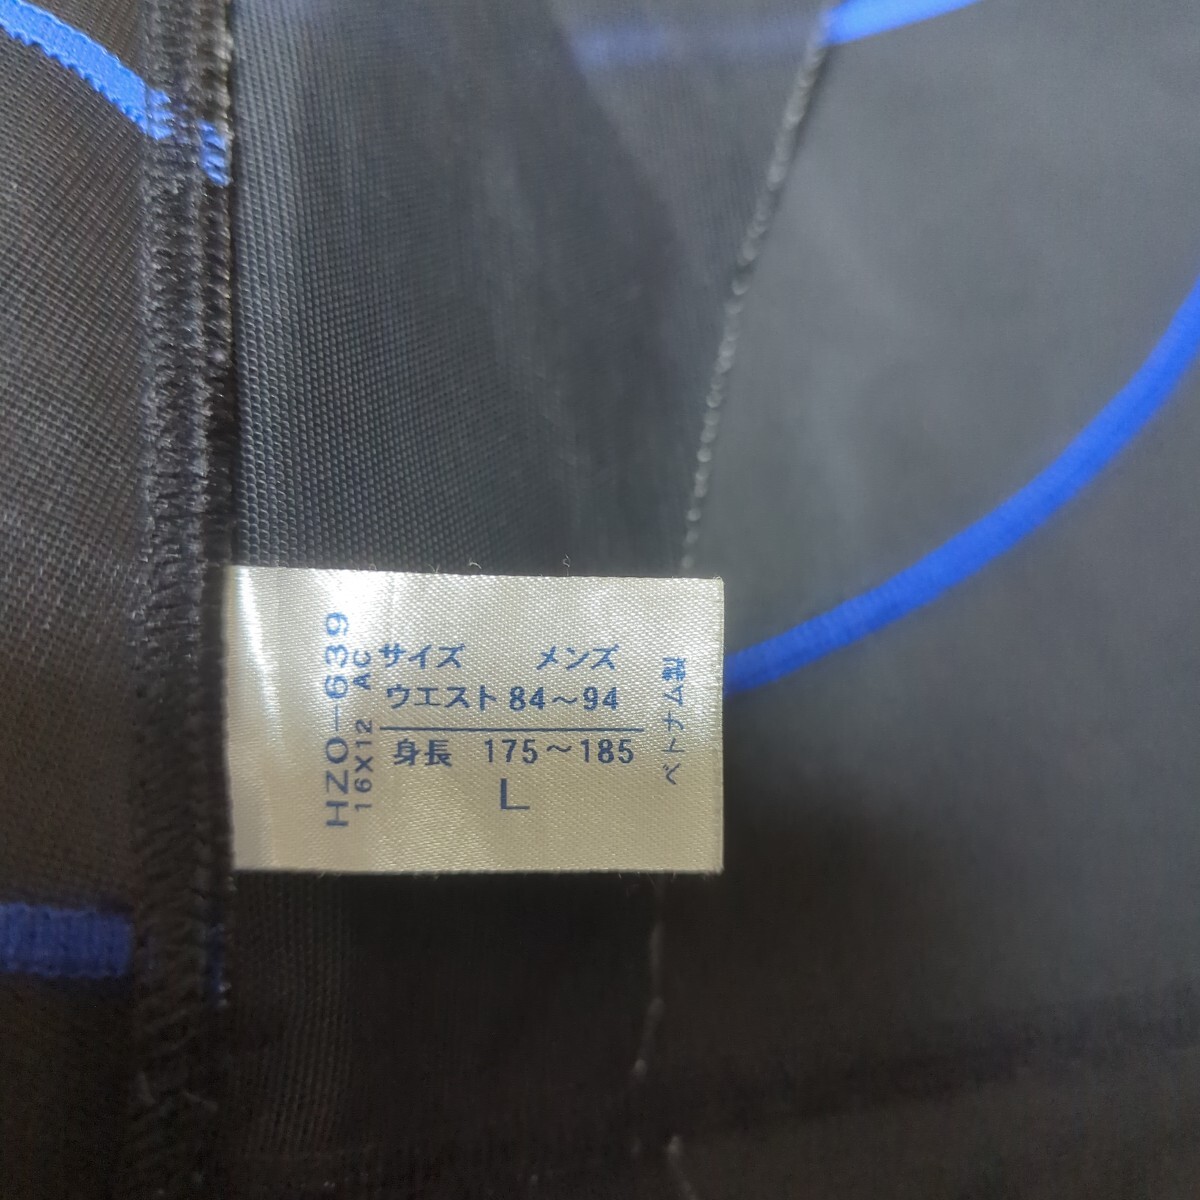 HZO-639
16X12 AC
サイズ メンズ
ウエスト 84～94
身長 175～185
L
ベトナム製